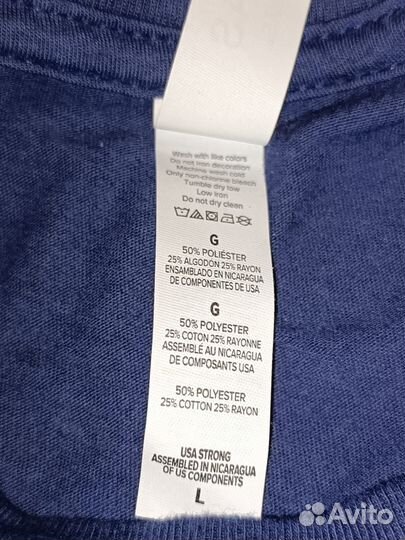 Wash with like colors
Do not iron decoration
Machine wash cold
Only non-chlorine bleach
Tumble dry low
Low iron
Do not dry clean
G
50% POLIÉSTER
25% ALGODÓN 25% RAYON
ENSAMBLADO EN NICARAGUA
DE COMPONENTES DE USA
G
50% POLYESTER
25% COTON 25% RAYONNE
ASSEMBLÉ AU NICARAGUA
DE COMPOSANTS USA
50% POLYESTER
25% COTTON 25% RAYON
USA STRONG
ASSEMBLED IN NICARAGUA
OF US COMPONENTS
L
Avito